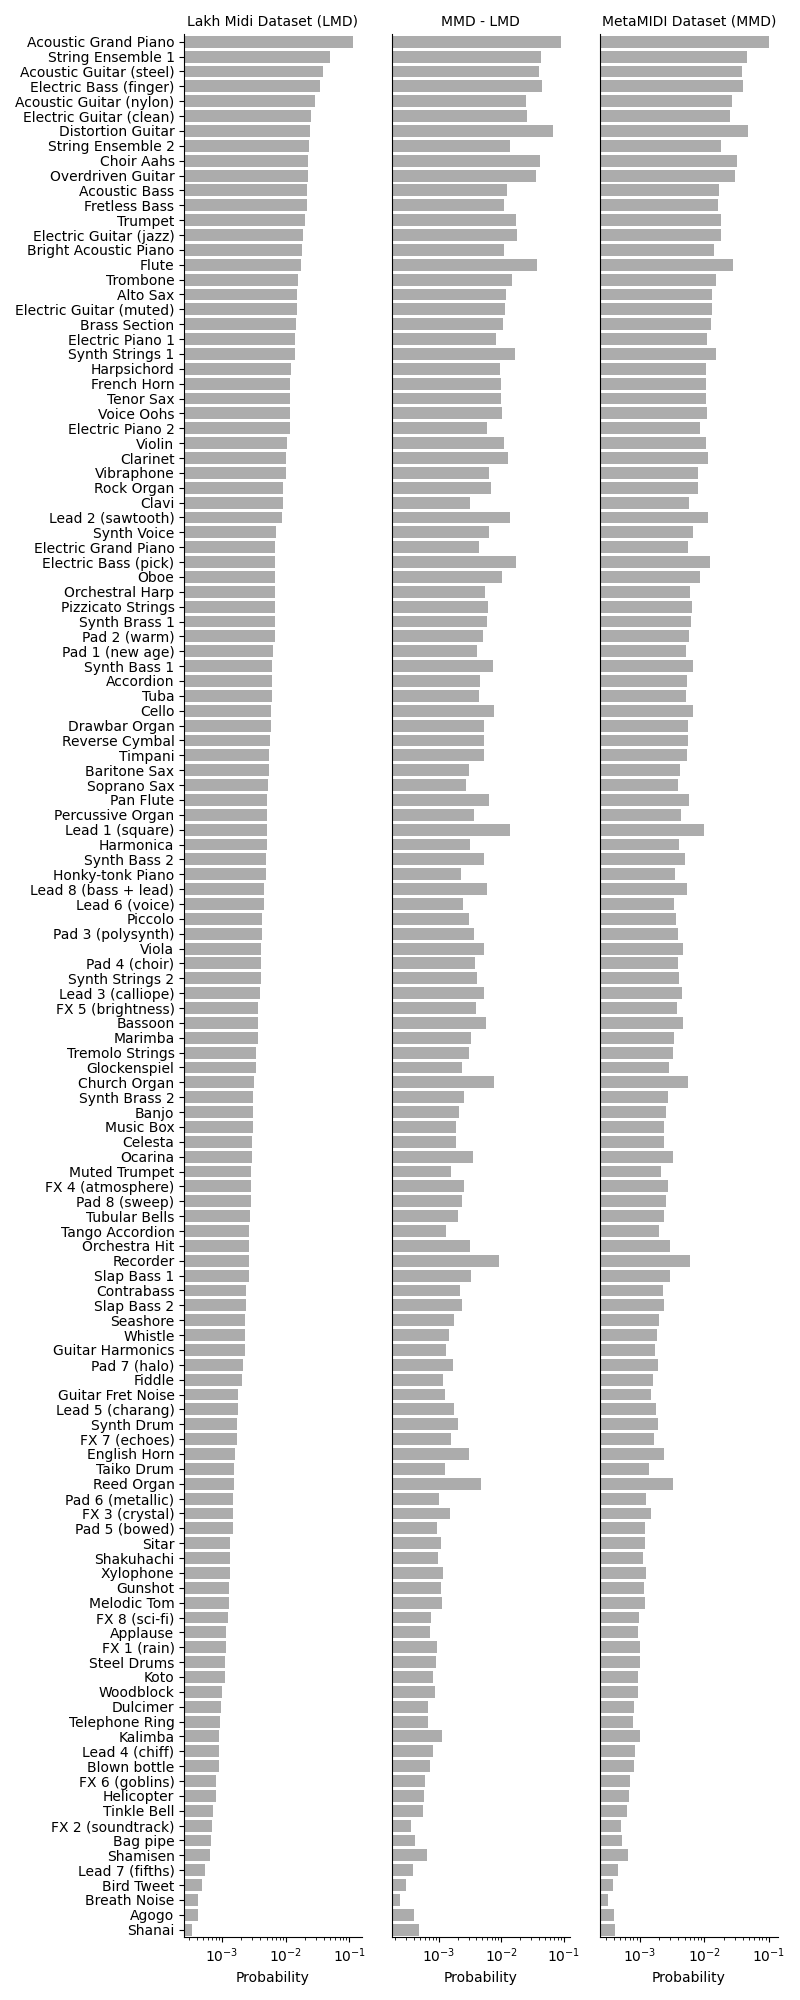 Lakh Midi Dataset (LMD)
MMD - LMD
MetaMIDI Dataset (MMD)
Acoustic Grand Piano
String Ensemble 1
Acoustic Guitar (steel)
Electric Bass (finger)
Acoustic Guitar (nylon)
Electric Guitar (clean)
Distortion Guitar
String Ensemble 2
Choir Aahs
Overdriven Guitar
Acoustic Bass
Fretless Bass
Trumpet
Electric Guitar (jazz)
Bright Acoustic Piano
Flute
Trombone
Alto Sax
Electric Guitar (muted)
Brass Section
Electric Piano 1
Synth Strings 1
Harpsichord
French Horn
Tenor Sax
Voice Oohs
Electric Piano 2
Violin
Clarinet
Vibraphone
Rock Organ
Clavi
Lead 2 (sawtooth)
Synth Voice
Electric Grand Piano
Electric Bass (pick)
Oboe
Orchestral Harp
Pizzicato Strings
Synth Brass 1
Pad 2 (warm)
Pad 1 (new age)
Synth Bass 1
Accordion
Tuba
Cello
Drawbar Organ
Reverse Cymbal
Timpani
Baritone Sax
Soprano Sax
Pan Flute
Percussive Organ
Lead 1 (square)
Harmonica
Synth Bass 2
Honky-tonk Piano
Lead 8 (bass + lead)
Lead 6 (voice)
Piccolo
Pad 3 (polysynth)
Viola
Pad 4 (choir)
Synth Strings 2
Lead 3 (calliope)
FX 5 (brightness)
Bassoon
Marimba
Tremolo Strings
Glockenspiel
Church Organ
Synth Brass 2
Banjo
Music Box
Celesta
Ocarina
Muted Trumpet
FX 4 (atmosphere)
Pad 8 (sweep)
Tubular Bells
Tango Accordion
Orchestra Hit
Recorder
Slap Bass 1
Contrabass
Slap Bass 2
Seashore
Whistle
Guitar Harmonics
Pad 7 (halo)
Fiddle
Guitar Fret Noise
Lead 5 (charang)
Synth Drum
FX 7 (echoes)
English Horn
Taiko Drum
Reed Organ
Pad 6 (metallic)
FX 3 (crystal)
Pad 5 (bowed)
Sitar
Shakuhachi
Xylophone
Gunshot
Melodic Tom
FX 8 (sci-fi)
Applause
FX 1 (rain)
Steel Drums
Koto
Woodblock
Dulcimer
Telephone Ring
Kalimba
Lead 4 (chiff)
Blown bottle
FX 6 (goblins)
Helicopter
Tinkle Bell
FX 2 (soundtrack)
Bag pipe
Shamisen
Lead 7 (fifths)
Bird Tweet
Breath Noise
Agogo
Shanai
10⁻³ 10⁻² 10⁻¹
10⁻³ 10⁻² 10⁻¹
10⁻³ 10⁻² 10⁻¹
Probability
Probability
Probability